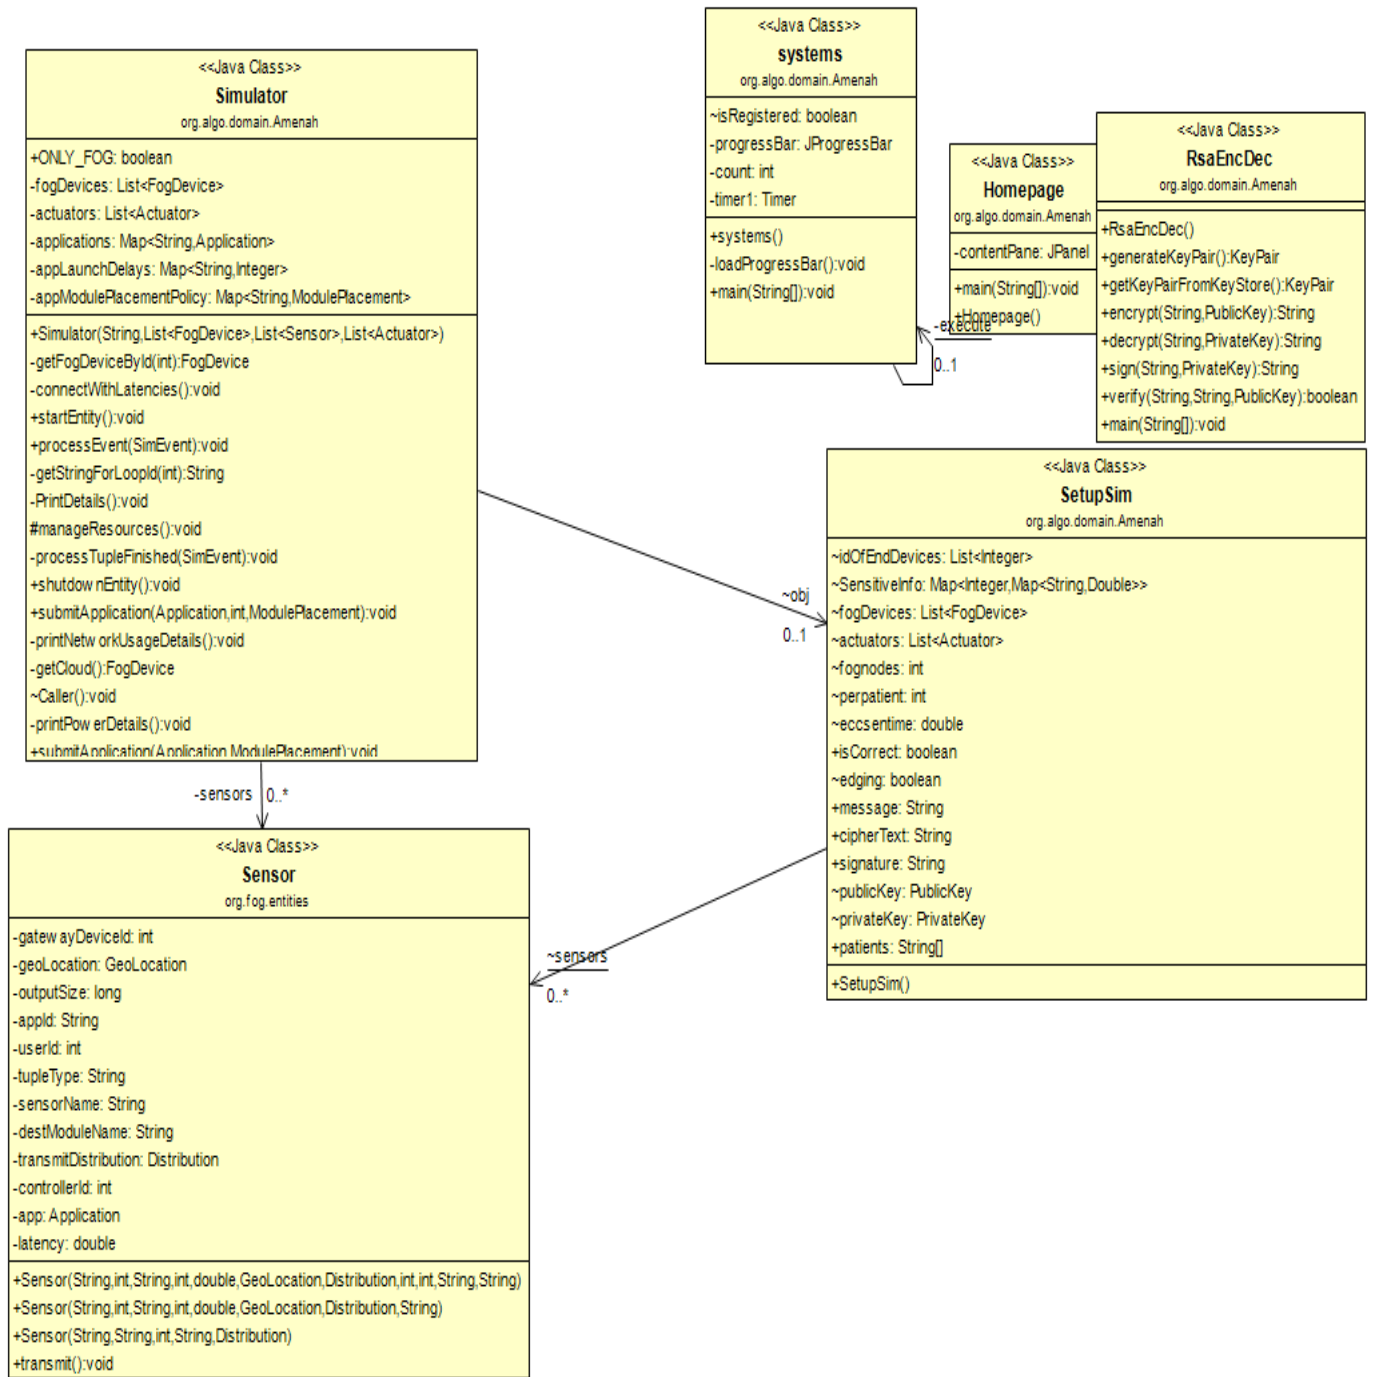 <<Java Class>>
Simulator
org.algo.domain.Amenah
+ONLY_FOG: boolean
-fogDevices: List<FogDevice>
-actuators: List<Actuator>
-applications: Map<String,Application>
-appLaunchDelays: Map<String,Integer>
-appModulePlacementPolicy: Map<String,ModulePlacement>
+Simulator(String,List<FogDevice>,List<Sensor>,List<Actuator>)
-getFogDeviceById(int):FogDevice
-connectWithLatencies():void
+startEntity():void
+processEvent(SimEvent):void
-getStringForLoopId(int):String
-PrintDetails():void
#manageResources():void
-processTupleFinished(SimEvent):void
+shutdownEntity():void
+submitApplication(Application,int,ModulePlacement):void
-printNetworkUsageDetails():void
-getCloud():FogDevice
~Caller():void
-printPowerDetails():void
+submitApplication(Application,ModulePlacement):void
<<Java Class>>
systems
org.algo.domain.Amenah
~isRegistered: boolean
-progressBar: JProgressBar
-count: int
-timer1: Timer
+systems()
-loadProgressBar():void
+main(String[]):void
-execute
0..1
<<Java Class>>
Homepage
org.algo.domain.Amenah
-contentPane: JPanel
+main(String[]):void
+Homepage()
<<Java Class>>
RsaEncDec
org.algo.domain.Amenah
+RsaEncDec()
+generateKeyPair():KeyPair
+getKeyPairFromKeyStore():KeyPair
+encrypt(String,PublicKey):String
+decrypt(String,PrivateKey):String
+sign(String,PrivateKey):String
+verify(String,String,PublicKey):boolean
+main(String[]):void
~obj
0..1
<<Java Class>>
SetupSim
org.algo.domain.Amenah
~idOfEndDevices: List<Integer>
~SensitiveInfo: Map<Integer,Map<String,Double>>
~fogDevices: List<FogDevice>
~actuators: List<Actuator>
~fognodes: int
~perpatient: int
~eccsentime: double
+isCorrect: boolean
~edging: boolean
+message: String
+cipherText: String
+signature: String
~publicKey: PublicKey
~privateKey: PrivateKey
+patients: String[]
+SetupSim()
-sensors
0..*
<<Java Class>>
Sensor
org.fog.entities
-gatewayDeviceId: int
-geoLocation: GeoLocation
-outputSize: long
-appId: String
-userId: int
-tupleType: String
-sensorName: String
-destModuleName: String
-transmitDistribution: Distribution
-controllerId: int
-app: Application
-latency: double
+Sensor(String,int,String,int,double,GeoLocation,Distribution,int,int,String,String)
+Sensor(String,int,String,int,double,GeoLocation,Distribution,String)
+Sensor(String,String,int,String,Distribution)
+transmit():void
~sensors
0..*